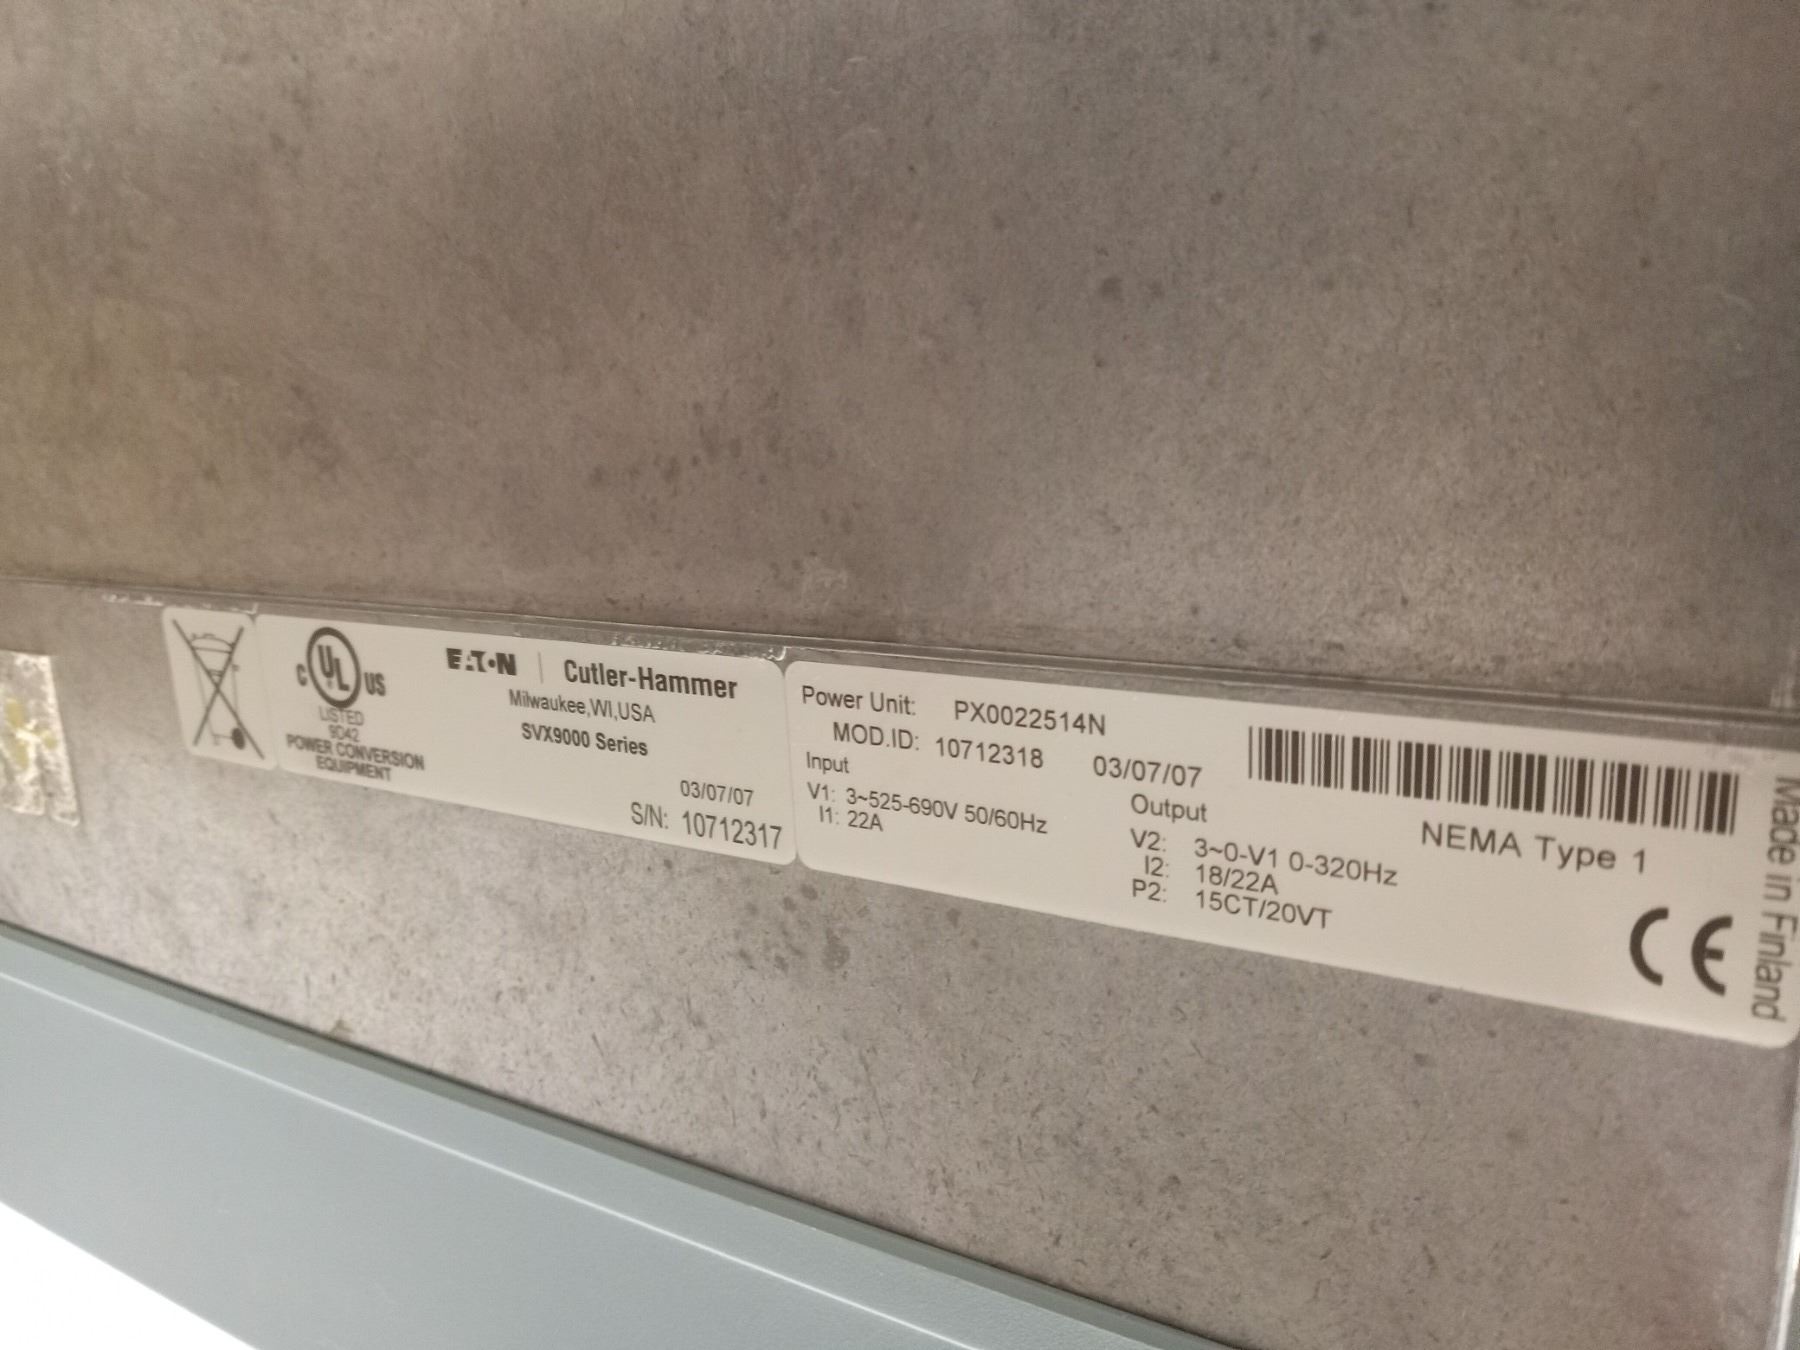 C UL US
LISTED
9D42
POWER CONVERSION
EQUIPMENT
EATON | Cutler-Hammer
Milwaukee,WI,USA
SVX9000 Series
03/07/07
S/N: 10712317
Power Unit: PX0022514N
MOD.ID: 10712318 03/07/07
Input
V1: 3~525-690V 50/60Hz
I1: 22A
Output
V2: 3~0-V1 0-320Hz
I2: 18/22A
P2: 15CT/20VT
NEMA Type 1
CE
Made in Finland